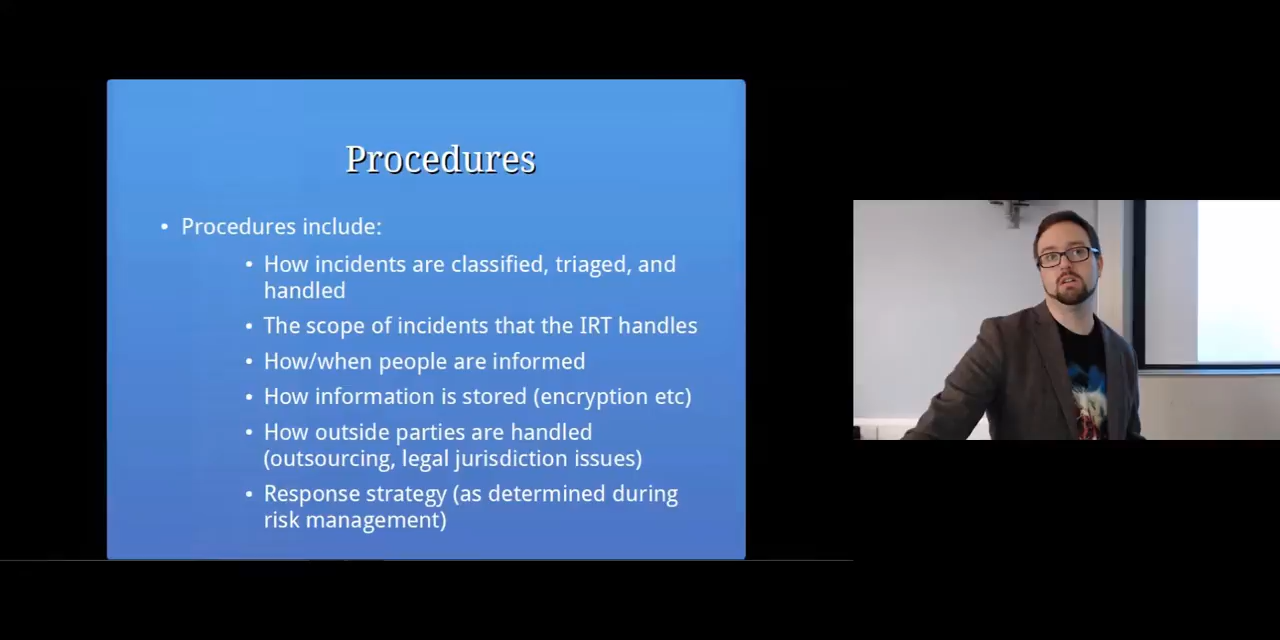 Procedures
• Procedures include:
• How incidents are classified, triaged, and
handled
• The scope of incidents that the IRT handles
• How/when people are informed
• How information is stored (encryption etc)
• How outside parties are handled
(outsourcing, legal jurisdiction issues)
• Response strategy (as determined during
risk management)